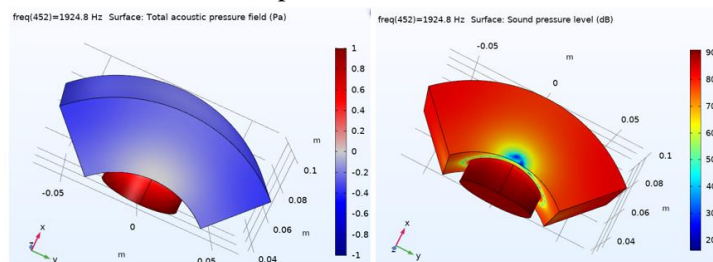 freq(452)=1924.8 Hz Surface: Total acoustic pressure field (Pa)
1
0.8
0.6
0.4
0.2
0
-0.2
-0.4
-0.6
-0.8
-1
m
0.1
0.08
0.06
m
0.04
-0.05
0
m
0.05
x
z
y
freq(452)=1924.8 Hz Surface: Sound pressure level (dB)
-0.05
m
0
0.05
m
0.1
0.08
0.06
m
0.04
90
80
70
60
50
40
30
20
x
z
y